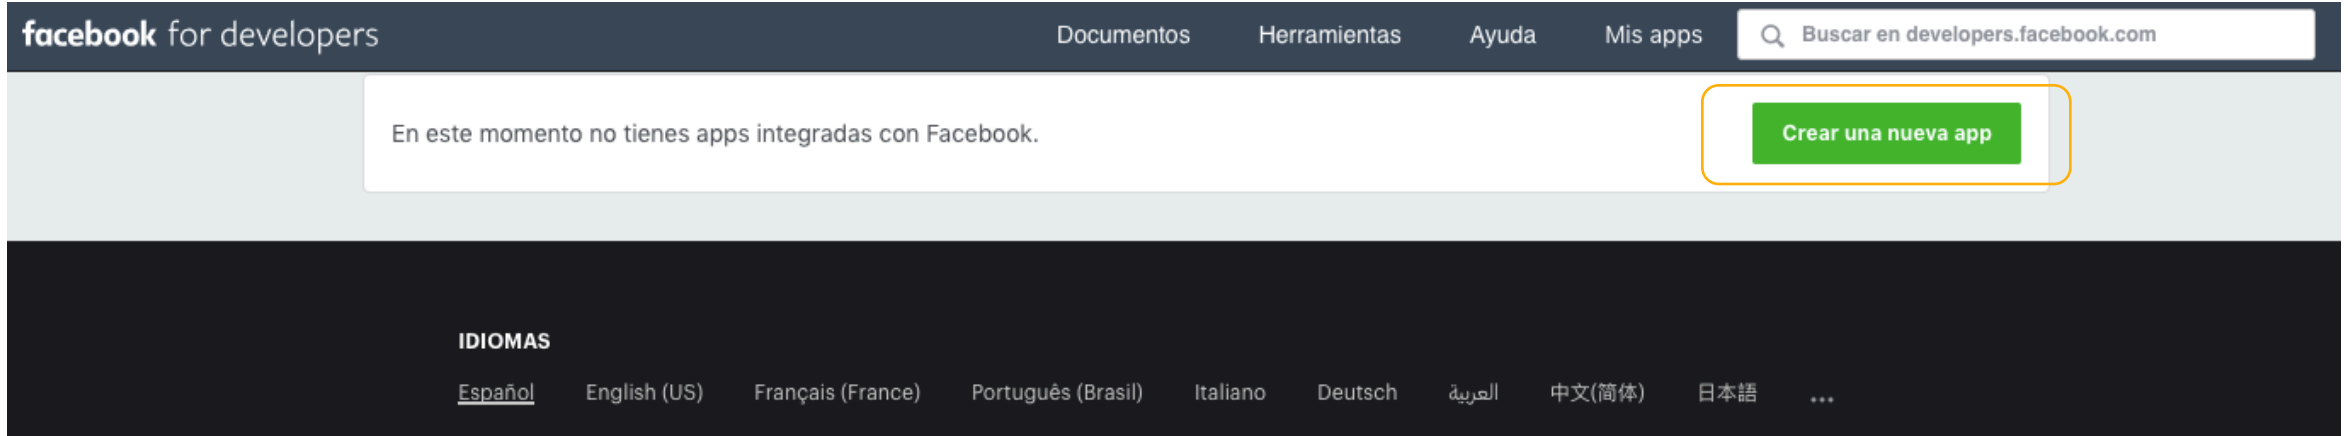 facebook for developers Documentos Herramientas Ayuda Mis apps Buscar en developers.facebook.com
En este momento no tienes apps integradas con Facebook. Crear una nueva app
IDIOMAS
Español English (US) Français (France) Português (Brasil) Italiano Deutsch العربية 中文(简体) 日本語 ...